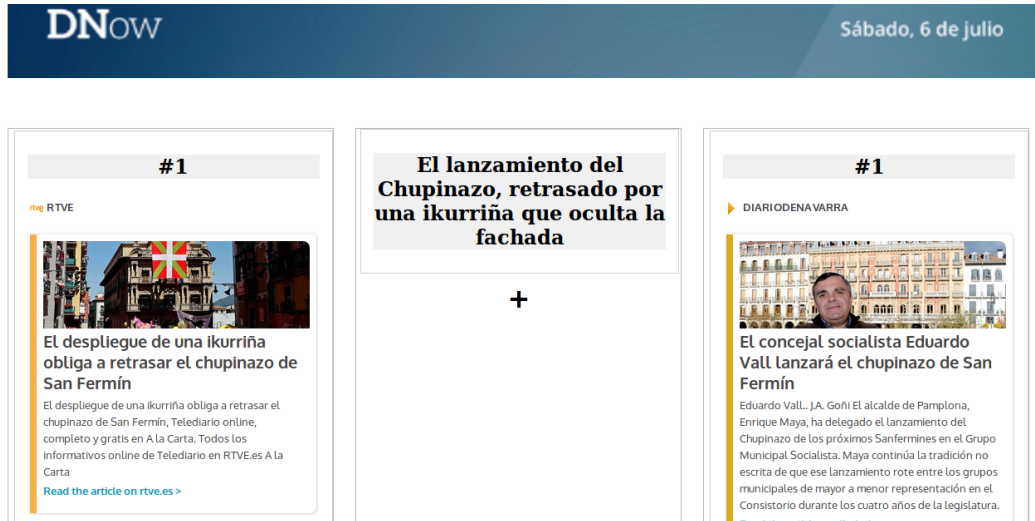 DNow
Sábado, 6 de julio
#1
rtve RTVE
El despliegue de una ikurriña
obliga a retrasar el chupinazo de
San Fermín
El despliegue de una ikurriña obliga a retrasar el
chupinazo de San Fermín, Telediario online,
completo y gratis en A la Carta. Todos los
informativos online de Telediario en RTVE.es A la
Carta
Read the article on rtve.es >
El lanzamiento del
Chupinazo, retrasado por
una ikurriña que oculta la
fachada
+
#1
DIARIODENAVARRA
El concejal socialista Eduardo
Vall lanzará el chupinazo de San
Fermín
Eduardo Vall.. J.A. Goñi El alcalde de Pamplona,
Enrique Maya, ha delegado el lanzamiento del
Chupinazo de los próximos Sanfermines en el Grupo
Municipal Socialista. Maya continúa la tradición no
escrita de que ese lanzamiento rote entre los grupos
municipales de mayor a menor representación en el
Consistorio durante los cuatro años de la legislatura.